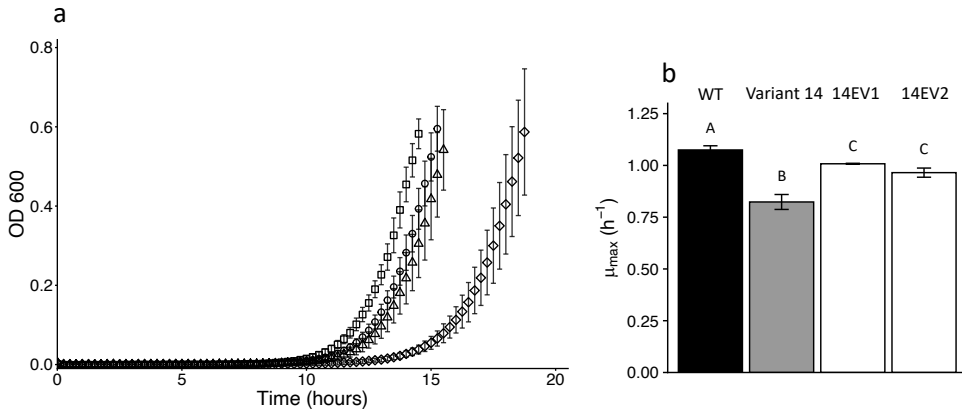 a
0.8
0.6
0.4
0.2
0.0
OD 600
0 5 10 15 20
Time (hours)
b
WT Variant 14 14EV1 14EV2
1.25
1.00
0.75
0.50
0.25
0.00
μmax (h⁻¹)
A
B
C
C